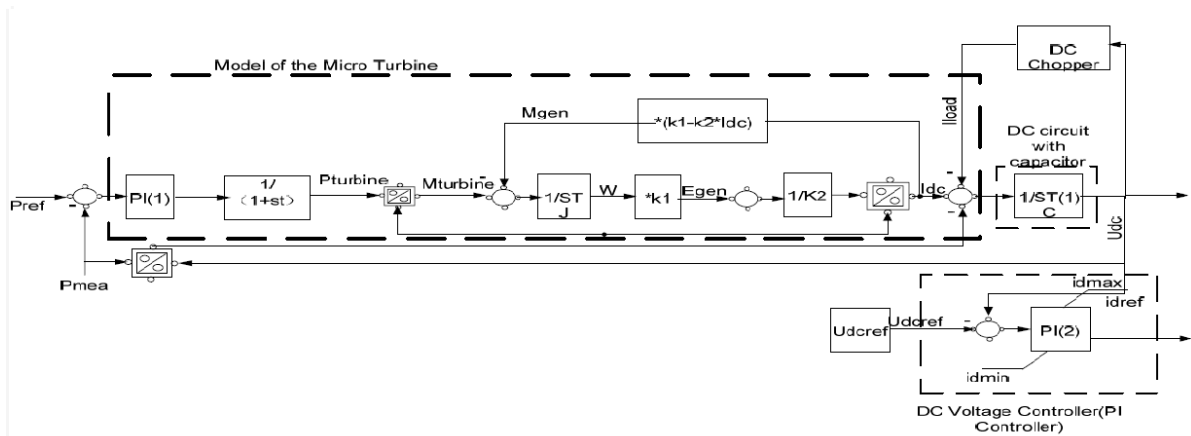 Model of the Micro Turbine
DC
Chopper
Iload
Mgen
*(k1-k2*Idc)
DC circuit
with
capacitor
Pref
PI(1)
1/
(1+st)
Pturbine
Mturbine
1/ST
J
W
*k1
Egen
1/K2
Idc
1/ST(1)
C
Udc
Pmea
idmax
idref
Udcref
Udcref
PI(2)
idmin
DC Voltage Controller(PI
Controller)